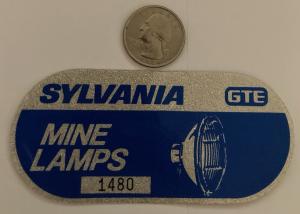 SYLVANIA
GTE
MINE
LAMPS
1480